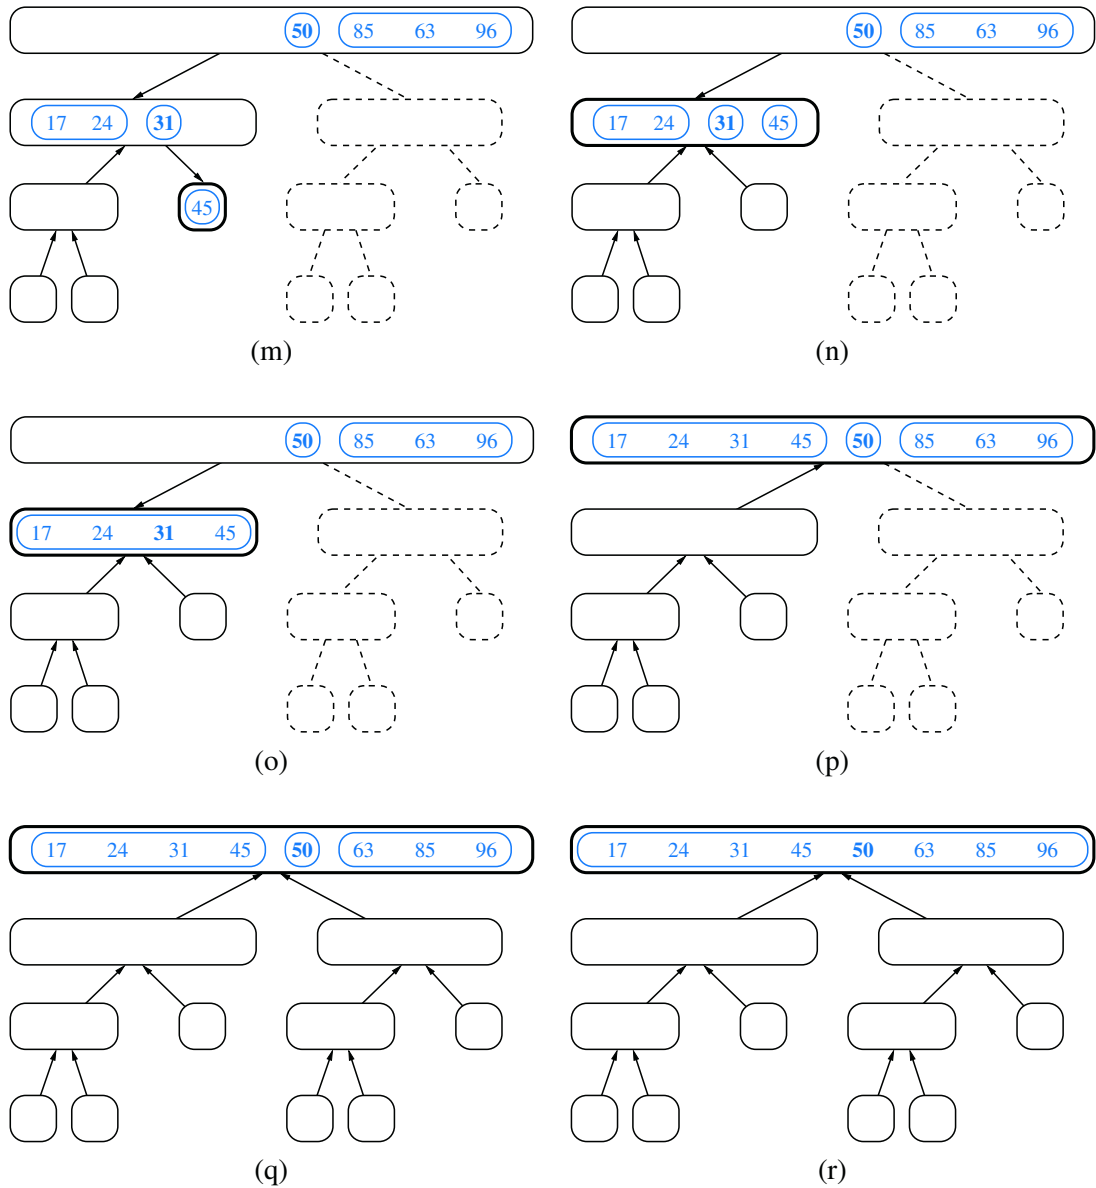 50 85 63 96
17 24 31
45
(m)
50 85 63 96
17 24 31 45
(n)
50 85 63 96
17 24 31 45
(o)
17 24 31 45 50 85 63 96
(p)
17 24 31 45 50 63 85 96
(q)
17 24 31 45 50 63 85 96
(r)